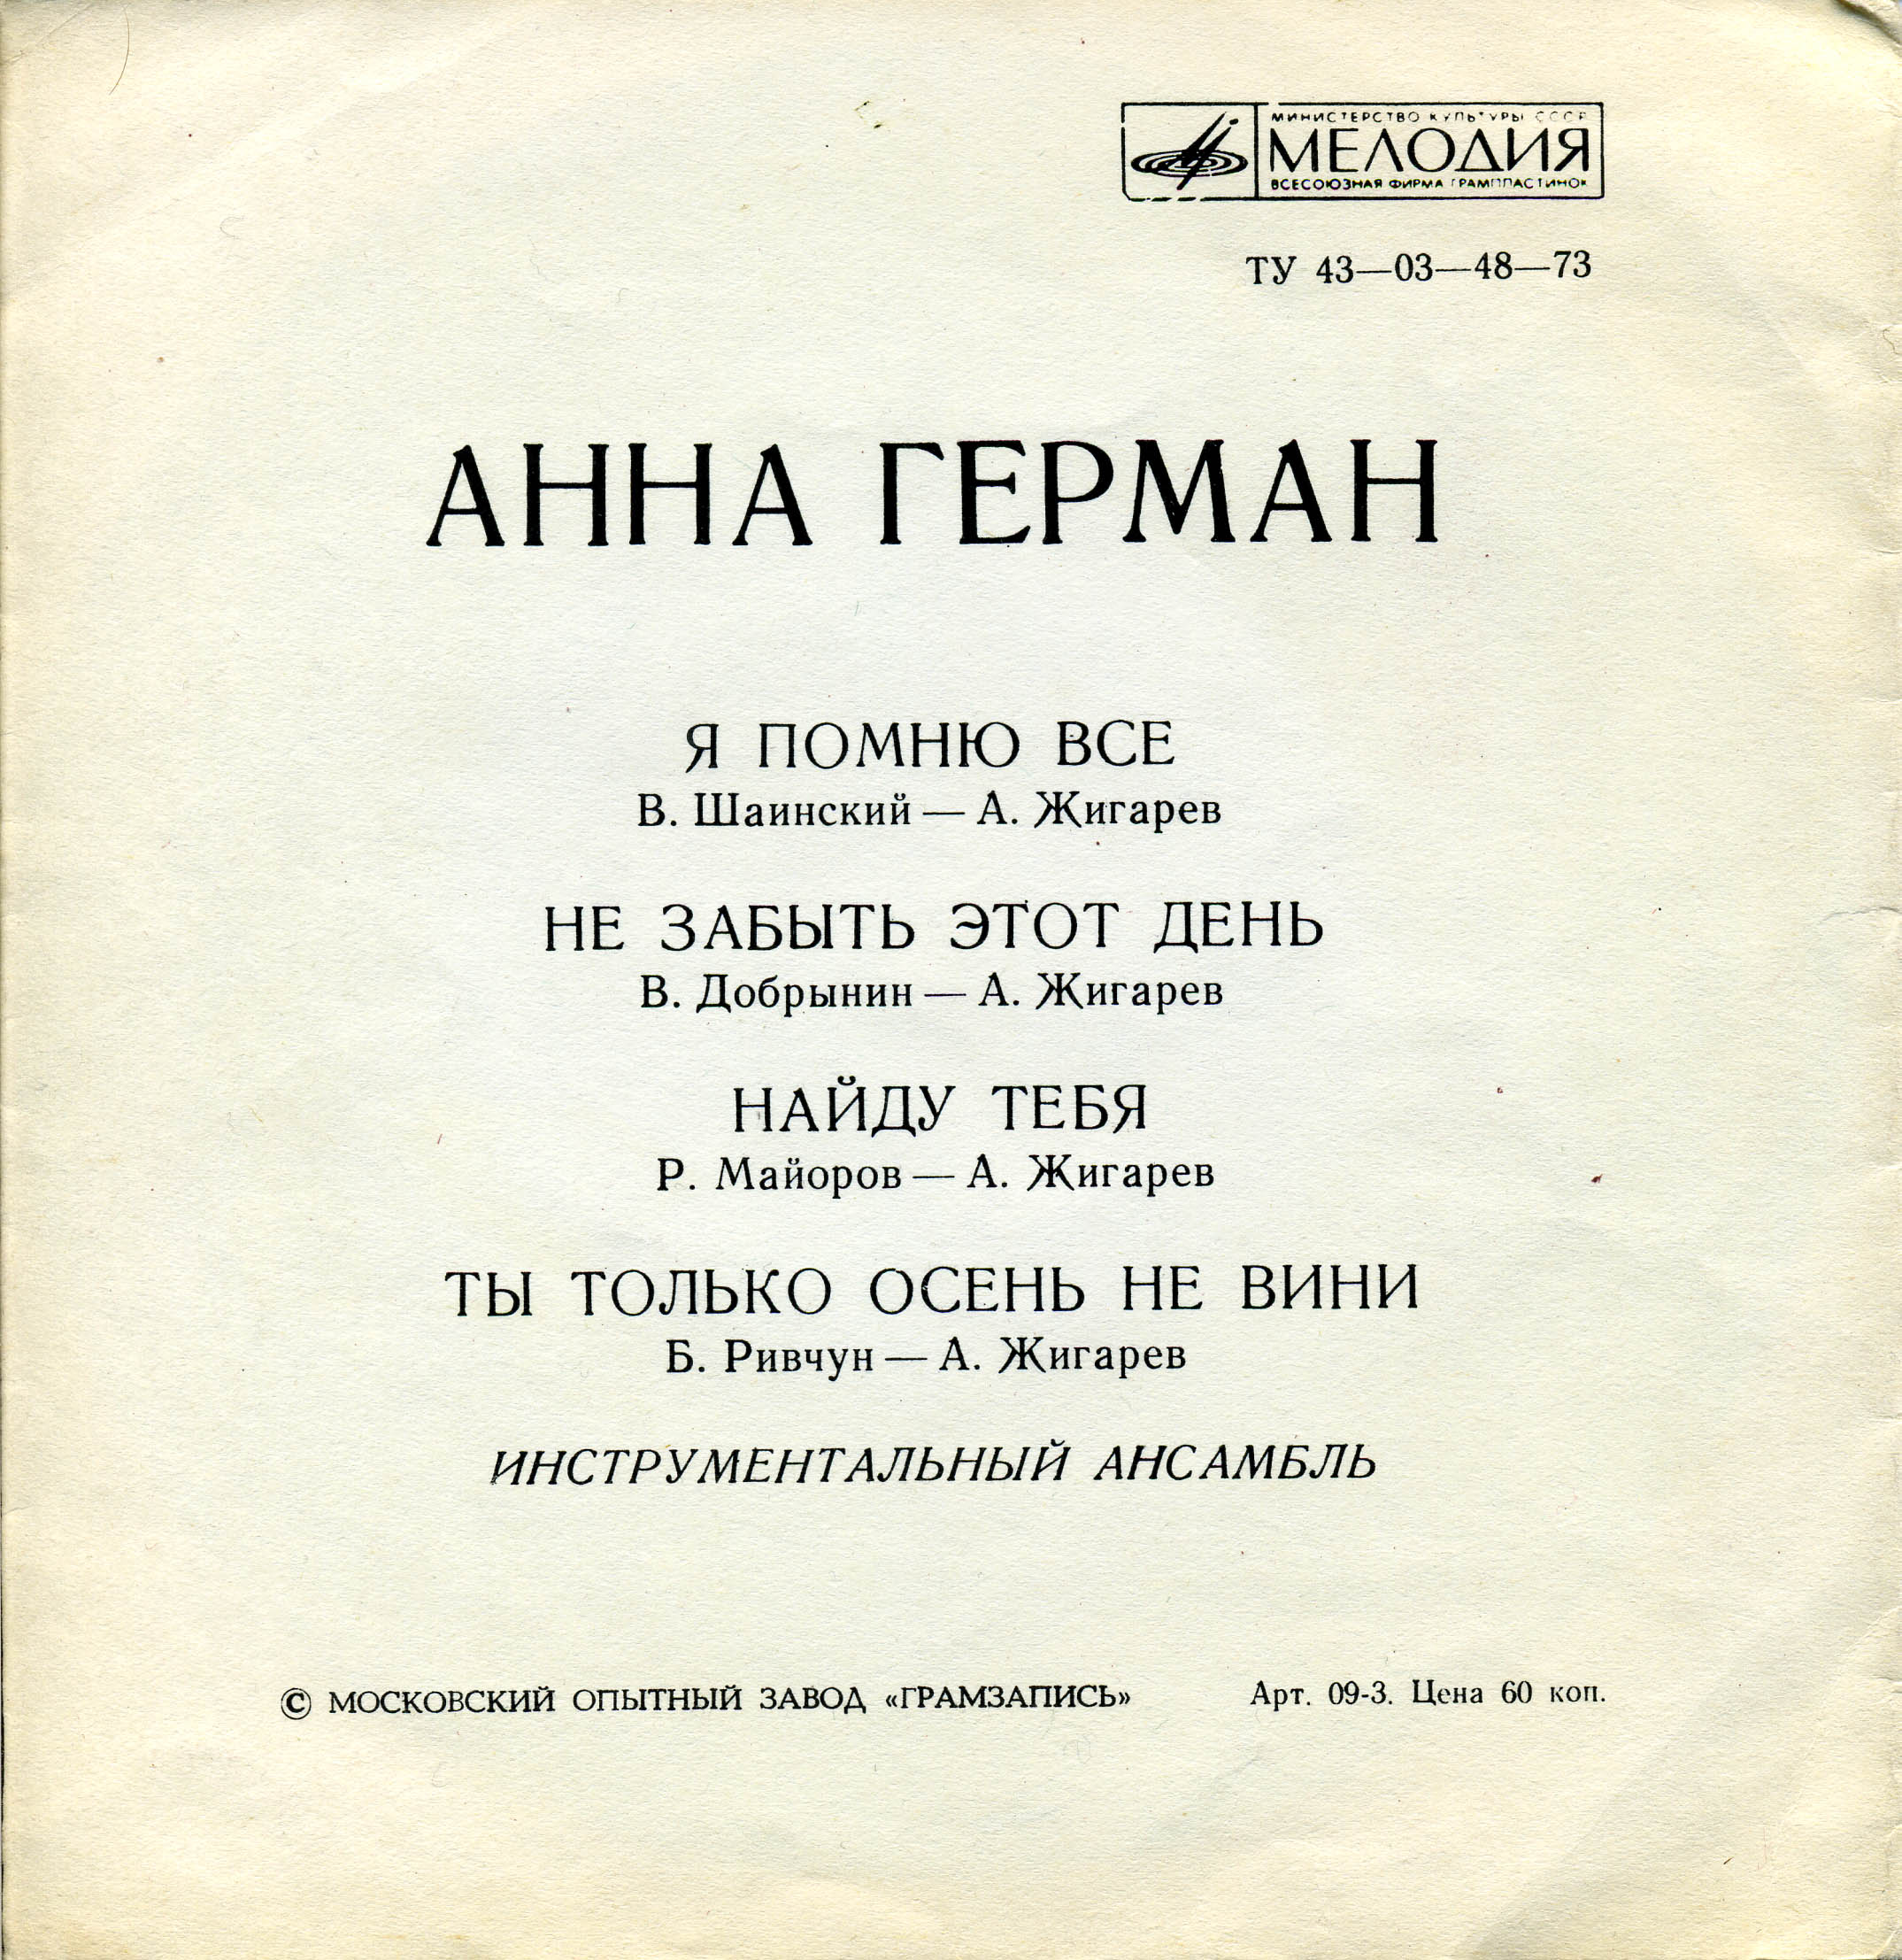 МИНИСТЕРСТВО КУЛЬТУРЫ СССР
МЕЛОДИЯ
ВСЕСОЮЗНАЯ ФИРМА ГРАМПЛАСТИНОК
ТУ 43—03—48—73
АННА ГЕРМАН
Я ПОМНЮ ВСЕ
В. Шаинский — А. Жигарев
НЕ ЗАБЫТЬ ЭТОТ ДЕНЬ
В. Добрынин — А. Жигарев
НАЙДУ ТЕБЯ
Р. Майоров — А. Жигарев
ТЫ ТОЛЬКО ОСЕНЬ НЕ ВИНИ
Б. Ривчун — А. Жигарев
ИНСТРУМЕНТАЛЬНЫЙ АНСАМБЛЬ
© МОСКОВСКИЙ ОПЫТНЫЙ ЗАВОД «ГРАМЗАПИСЬ» Арт. 09-3. Цена 60 коп.